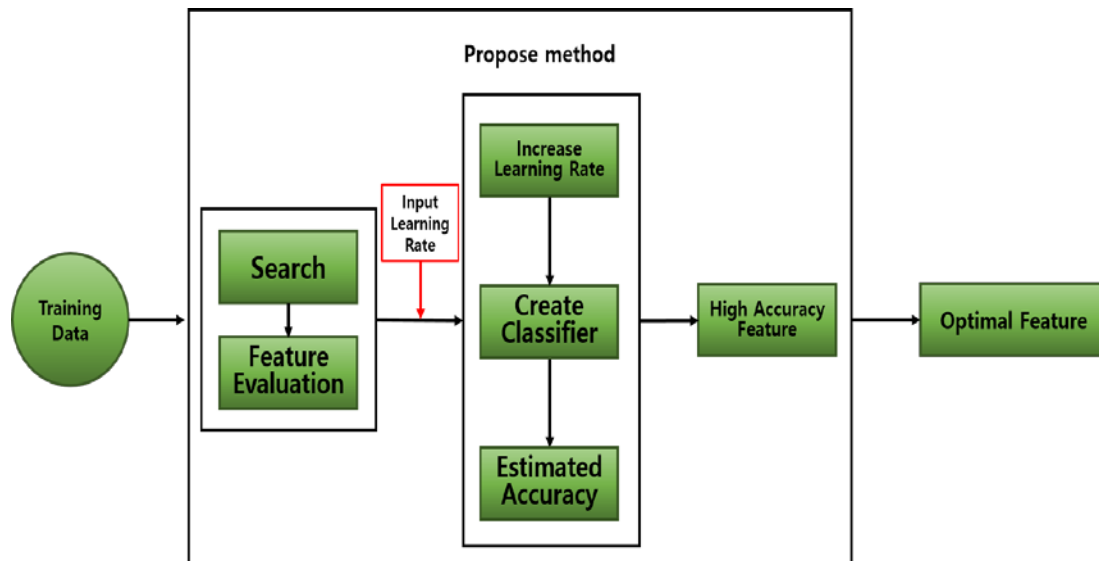 Propose method
Training
Data
Search
Feature
Evaluation
Input
Learning
Rate
Increase
Learning Rate
Create
Classifier
Estimated
Accuracy
High Accuracy
Feature
Optimal Feature